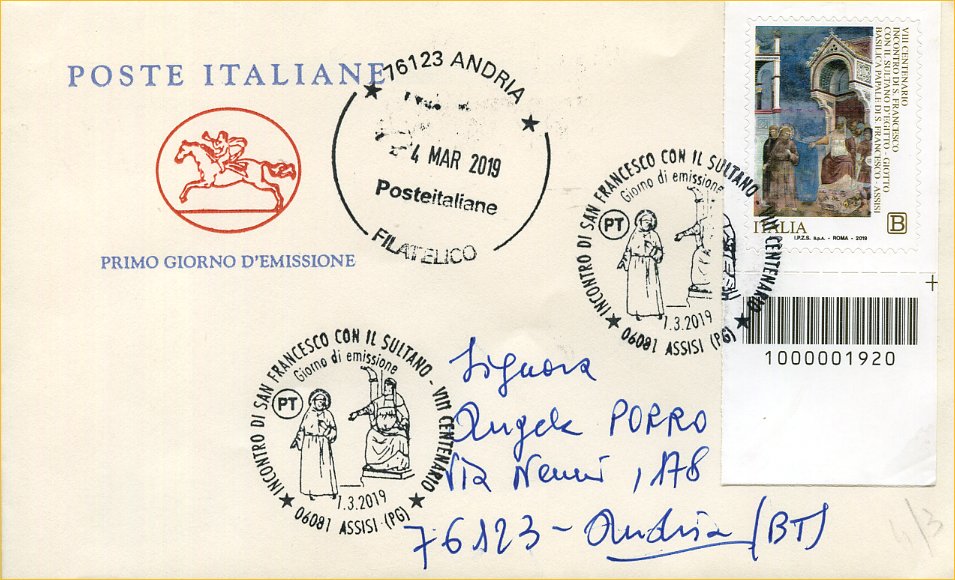 POSTE ITALIANE
PRIMO GIORNO D'EMISSIONE
76123 ANDRIA
4 MAR 2019
Posteitaliane
FILATELICO
VIII CENTENARIO
INCONTRO DI S. FRANCESCO
CON IL SULTANO D'EGITTO - GIOTTO
BASILICA PAPALE DI S. FRANCESCO - ASSISI
ITALIA
B
I.P.Z.S. S.p.A. - ROMA - 2019
1000001920
INCONTRO DI SAN FRANCESCO CON IL SULTANO - VIII CENTENARIO
Giorno di emissione
PT
1.3.2019
06081 ASSISI (PG)
INCONTRO DI SAN FRANCESCO CON IL SULTANO - VIII CENTENARIO
Giorno di emissione
PT
1.3.2019
06081 ASSISI (PG)
Signora
Angela PORRO
Via Nenni, 178
76123 - Andria (BT)
4/3